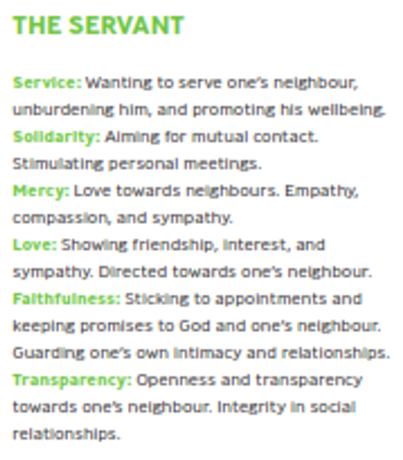 THE SERVANT
Service: Wanting to serve one's neighbour,
unburdening him, and promoting his wellbeing.
Solidarity: Aiming for mutual contact.
Stimulating personal meetings.
Mercy: Love towards neighbours. Empathy,
compassion, and sympathy.
Love: Showing friendship, interest, and
sympathy. Directed towards one's neighbour.
Faithfulness: Sticking to appointments and
keeping promises to God and one's neighbour.
Guarding one's own intimacy and relationships.
Transparency: Openness and transparency
towards one's neighbour. Integrity in social
relationships.